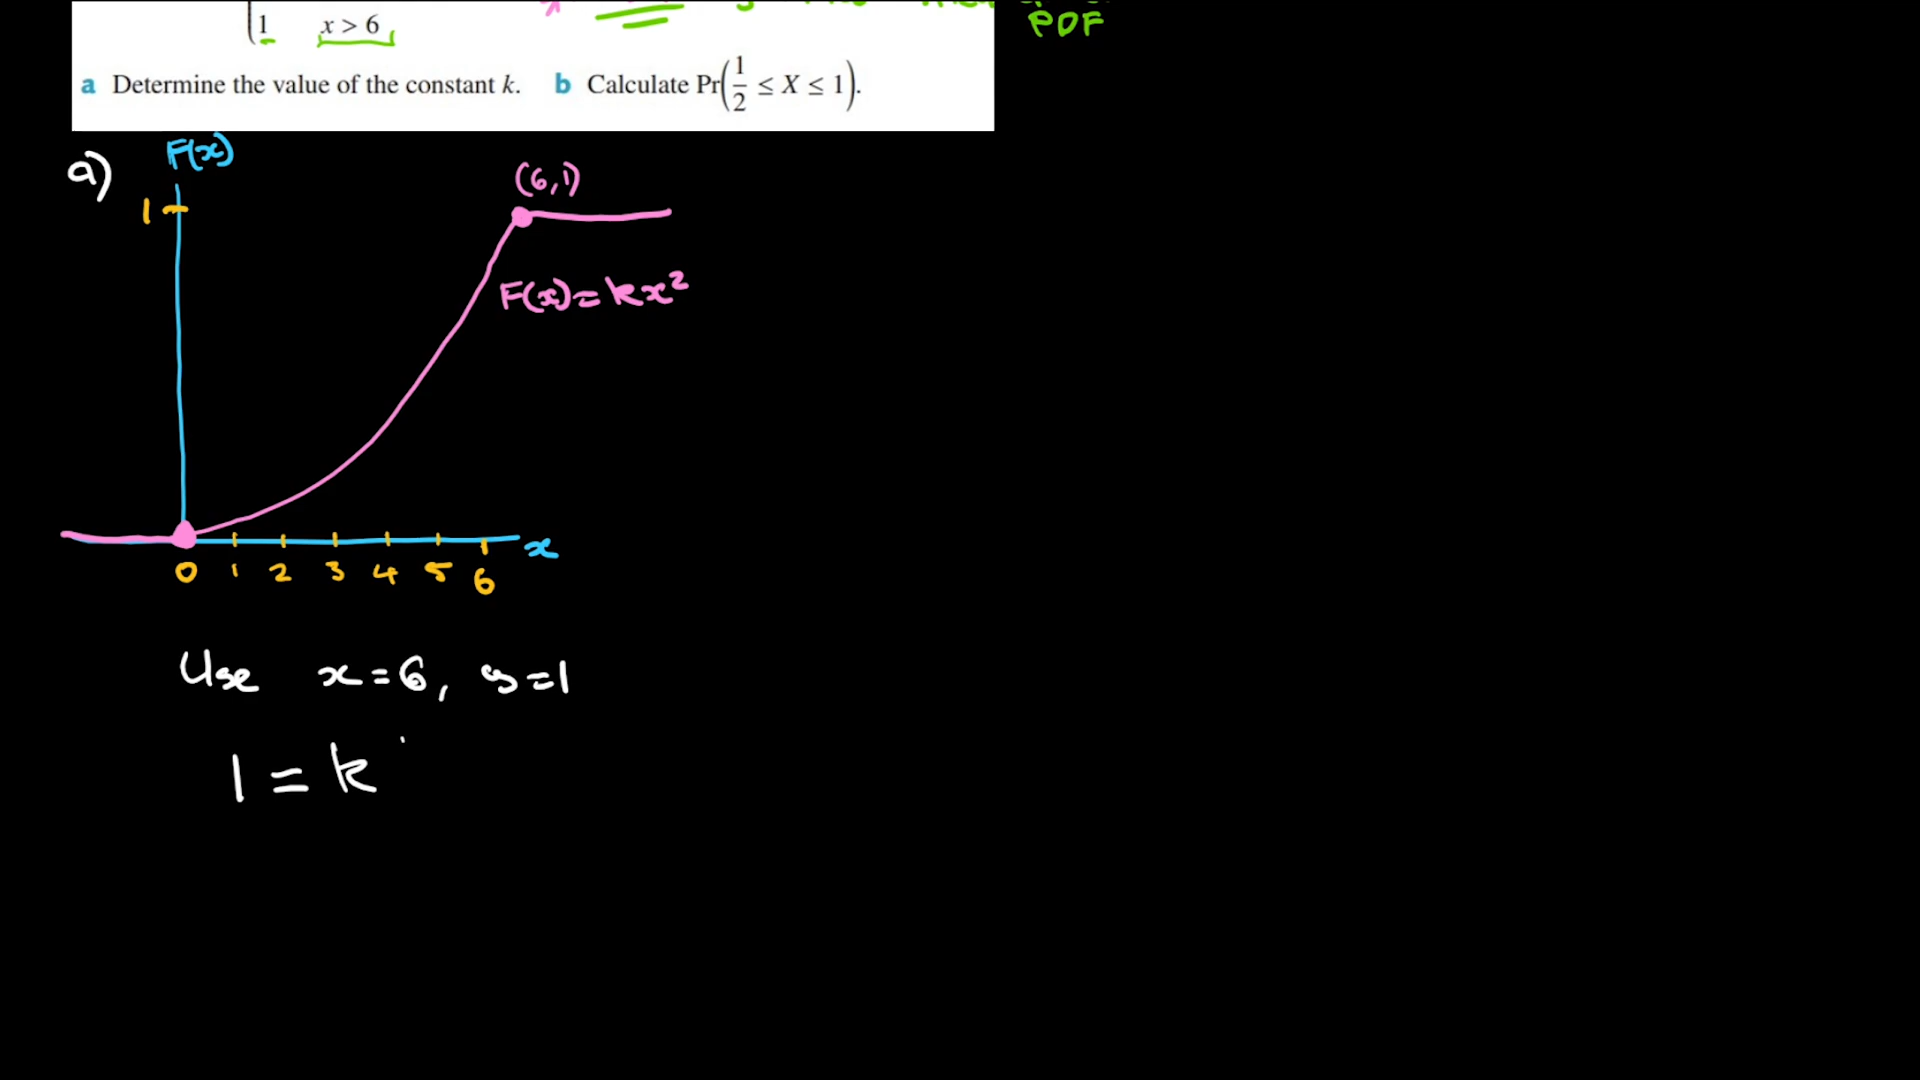 1 x > 6
PDF
a Determine the value of the constant k. b Calculate Pr(1/2 ≤ X ≤ 1).
a)
F(x)
(6,1)
1
F(x)=kx²
x
0 1 2 3 4 5 6
Use x=6, y=1
1 = k